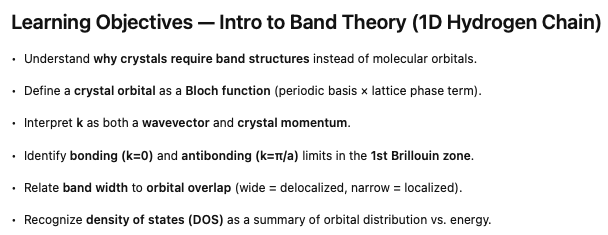 Learning Objectives — Intro to Band Theory (1D Hydrogen Chain)
• Understand why crystals require band structures instead of molecular orbitals.
• Define a crystal orbital as a Bloch function (periodic basis × lattice phase term).
• Interpret k as both a wavevector and crystal momentum.
• Identify bonding (k=0) and antibonding (k=π/a) limits in the 1st Brillouin zone.
• Relate band width to orbital overlap (wide = delocalized, narrow = localized).
• Recognize density of states (DOS) as a summary of orbital distribution vs. energy.